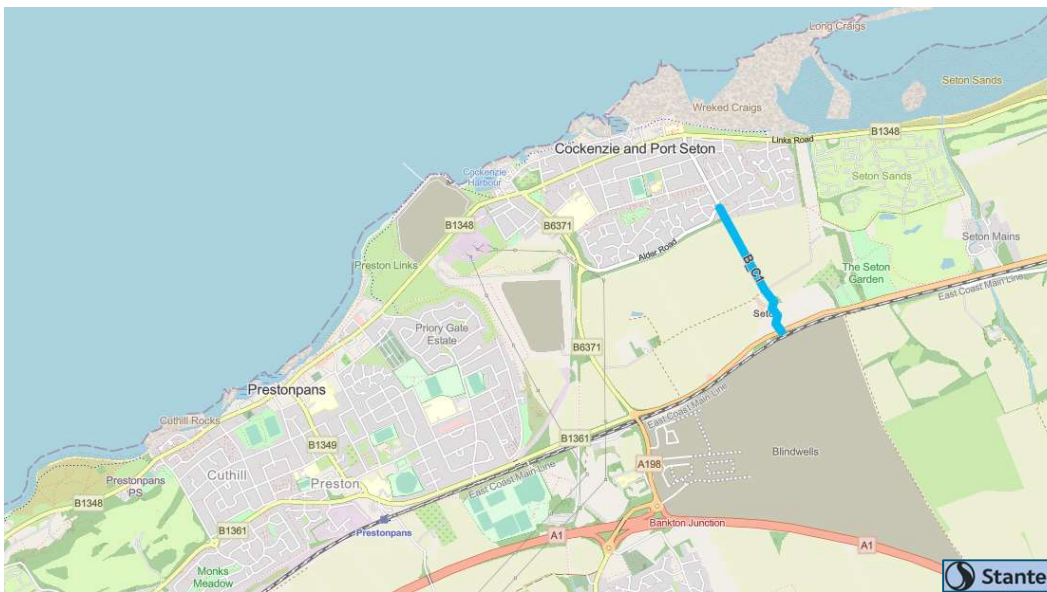 Long Craigs
Seton Sands
Wreked Craigs
B1348
Links Road
Cockenzie and Port Seton
Cockenzie
Harbour
Seton Sands
B6371
B1348
Alder Road
Seton Mains
Preston Links
B_C1
The Seton
Garden
East Coast Main Line
Priory Gate
Estate
B6371
Prestonpans
East Coast Main Line
Cuthill Rocks
B1349
B1361
Blindwells
Cuthill
Preston
A198
Prestonpans
PS
East Coast Main Line
B1348
B1361
Prestonpans
Bankton Junction
A1
A1
Monks
Meadow
Stante